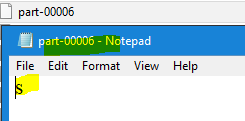 part-00006
part-00006 - Notepad
File Edit Format View Help
S